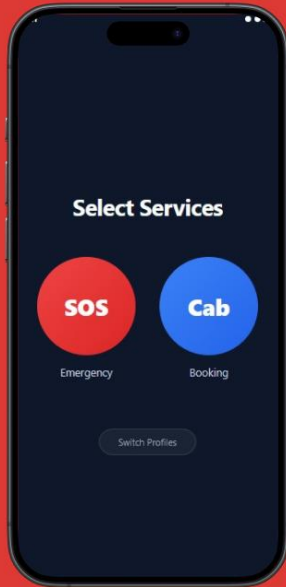 Select Services
SOS
Cab
Emergency
Booking
Switch Profiles